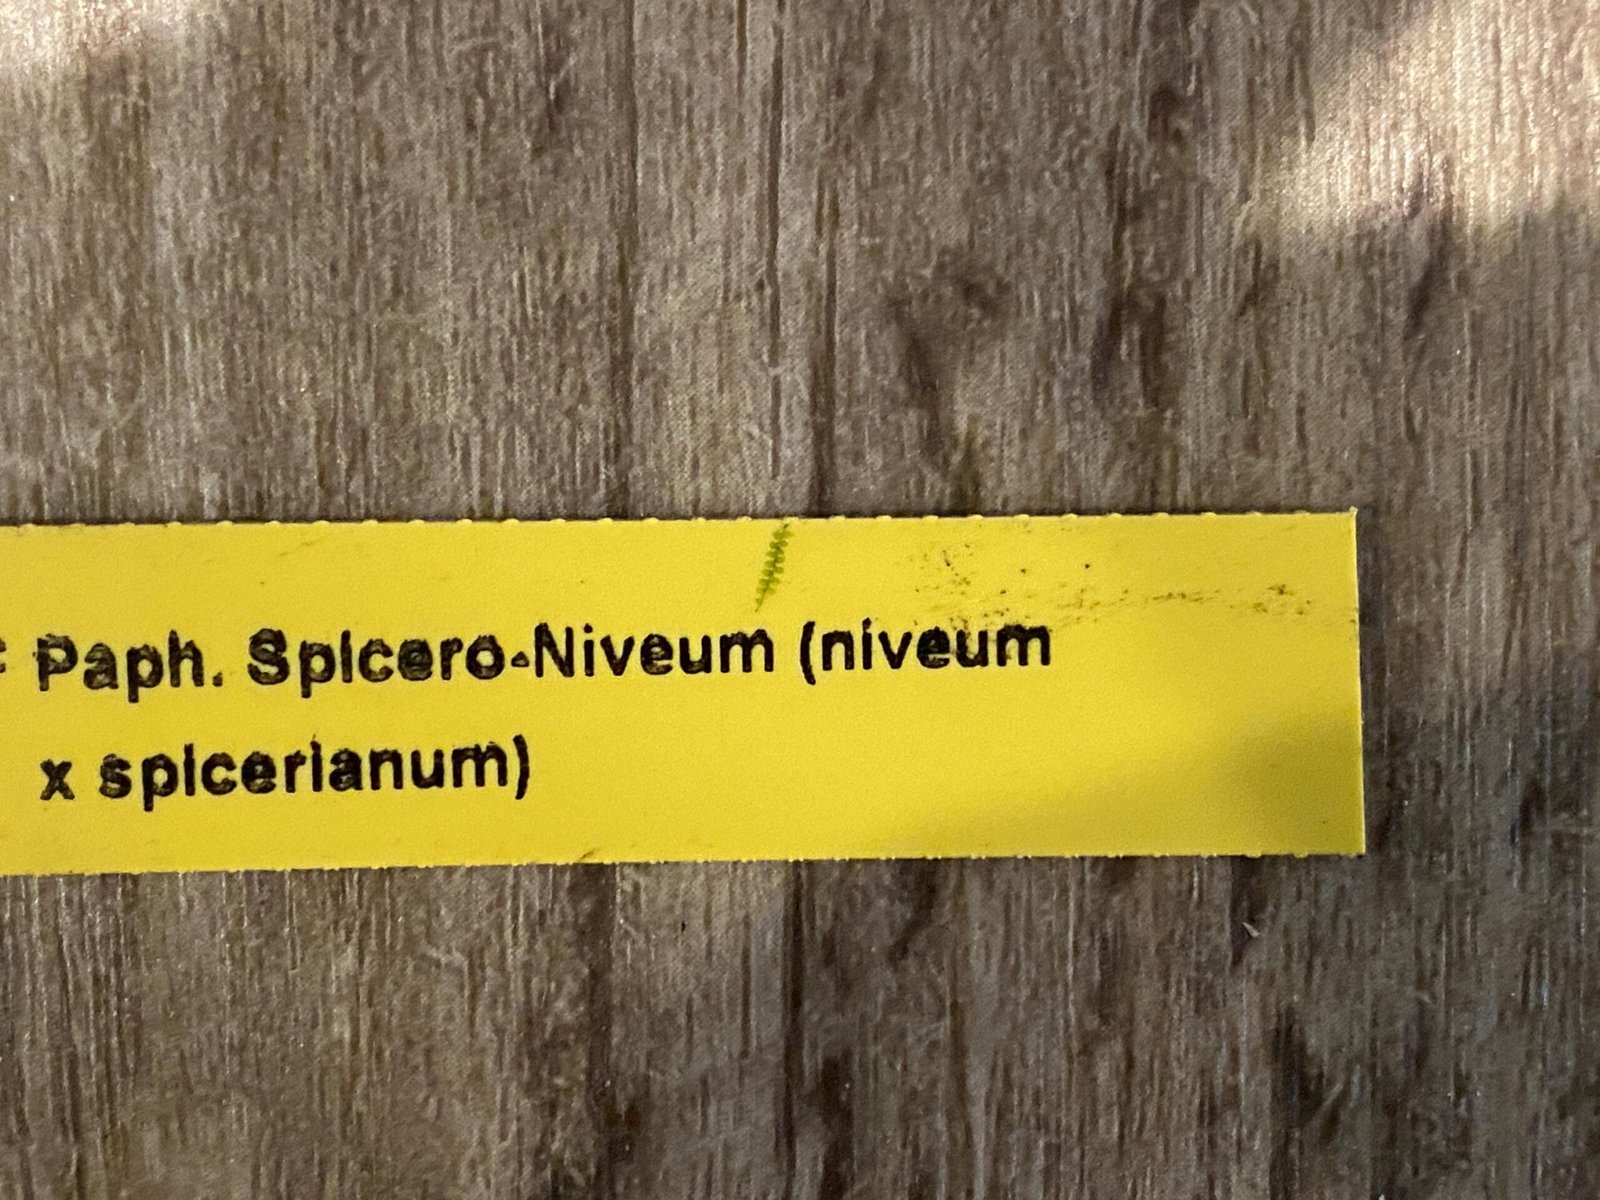 Paph. Spicero-Niveum (niveum
x spicerianum)